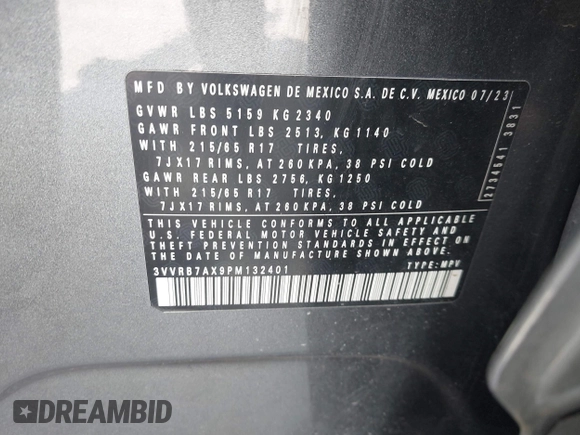 MFD BY VOLKSWAGEN DE MEXICO S.A. DE C.V. MEXICO 07/23
GVWR LBS 5159 KG 2340
GAWR FRONT LBS 2513, KG 1140
WITH 215/65 R17 TIRES,
7JX17 RIMS, AT 260 KPA, 38 PSI COLD
GAWR REAR LBS 2756, KG 1250
WITH 215/65 R17 TIRES,
7JX17 RIMS, AT 260 KPA, 38 PSI COLD
THIS VEHICLE CONFORMS TO ALL APPLICABLE
U.S. FEDERAL MOTOR VEHICLE SAFETY AND
THEFT PREVENTION STANDARDS IN EFFECT ON
THE DATE OF MANUFACTURE SHOWN ABOVE.
3VVRB7AX9PM132401 TYPE: MPV
2734541 3831
DREAMBID